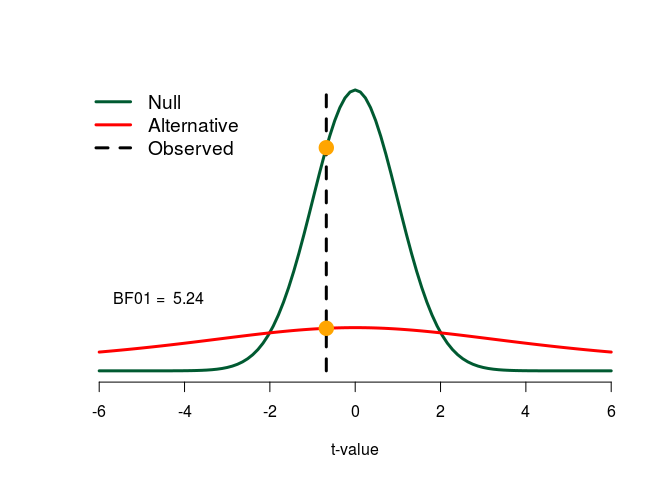 Null
Alternative
Observed
BF01 = 5.24
-6 -4 -2 0 2 4 6
t-value